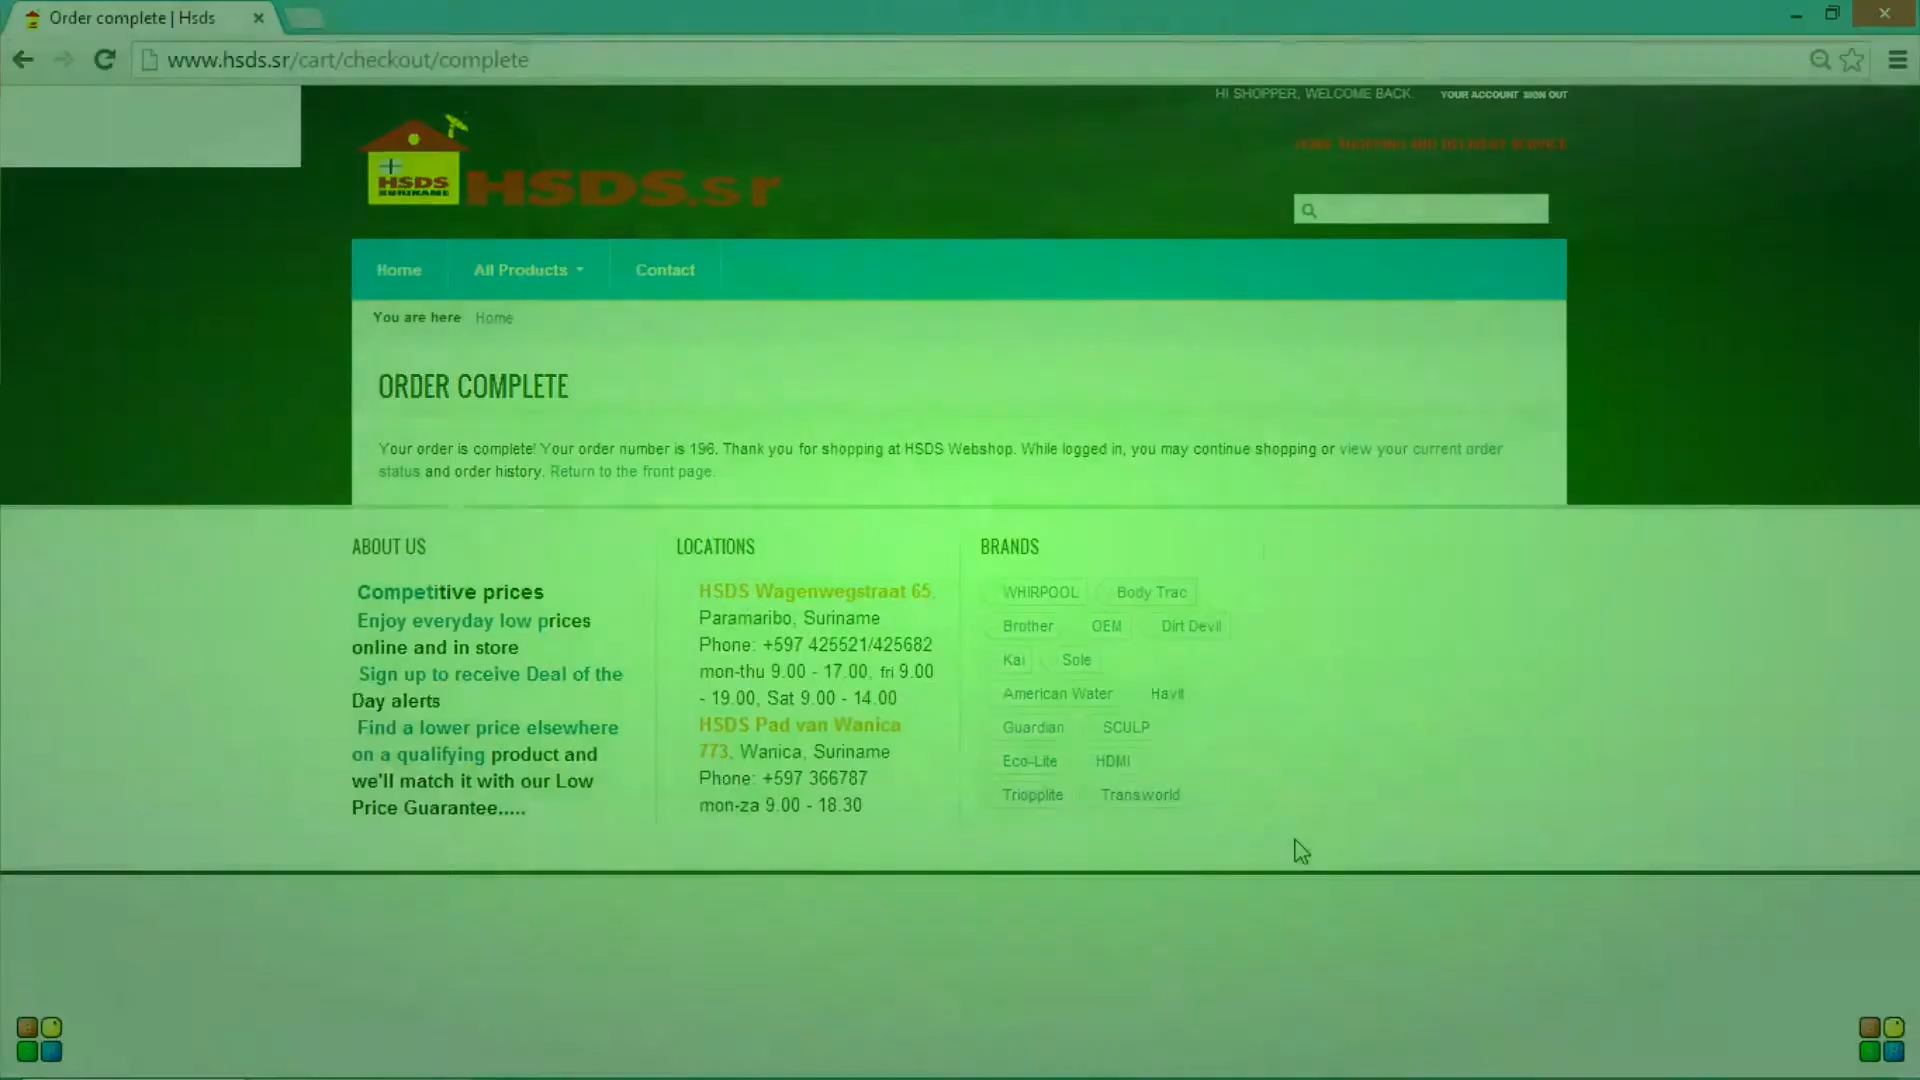 Order complete | Hsds
www.hsds.sr/cart/checkout/complete
HI SHOPPER, WELCOME BACK. YOUR ACCOUNT SIGN OUT
HOME SHOPPING AND DELIVERY SERVICE
HSDS
SURINAME
HSDS.sr
Home All Products Contact
You are here Home
ORDER COMPLETE
Your order is complete! Your order number is 196. Thank you for shopping at HSDS Webshop. While logged in, you may continue shopping or view your current order
status and order history. Return to the front page.
ABOUT US
Competitive prices
Enjoy everyday low prices
online and in store
Sign up to receive Deal of the
Day alerts
Find a lower price elsewhere
on a qualifying product and
we'll match it with our Low
Price Guarantee.....
LOCATIONS
HSDS Wagenwegstraat 65,
Paramaribo, Suriname
Phone: +597 425521/425682
mon-thu 9.00 - 17.00, fri 9.00
- 19.00, Sat 9.00 - 14.00
HSDS Pad van Wanica
773, Wanica, Suriname
Phone: +597 366787
mon-za 9.00 - 18.30
BRANDS
WHIRPOOL Body Trac
Brother OEM Dirt Devil
Kai Sole
American Water Havit
Guardian SCULP
Eco-Lite HDMI
Triopplite Transworld